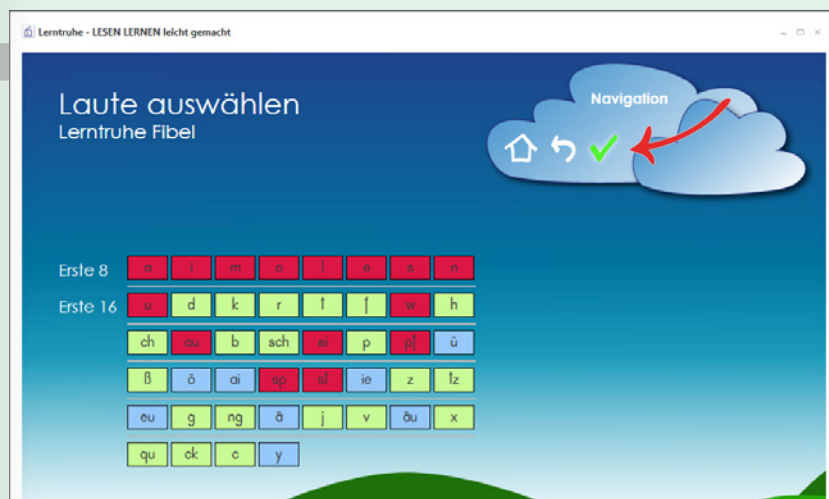 Lerntruhe - LESEN LERNEN leicht gemacht
Laute auswählen
Lerntruhe Fibel
Navigation
Erste 8 a i m o l e s n
Erste 16 u d k r t f w h
ch au b sch ei p pf ü
ß ö ai sp st ie z tz
eu g ng ä j v äu x
qu ck c y